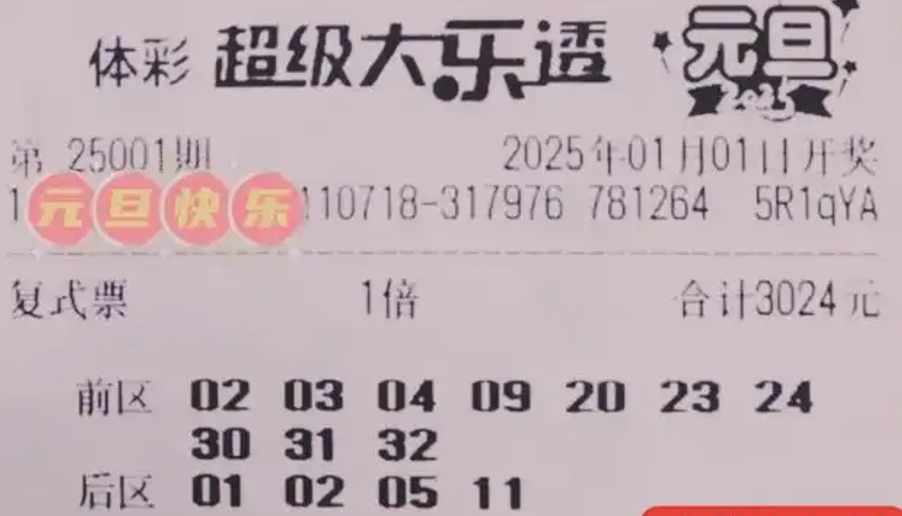 体彩 超级大乐透 元旦
2025
第 25001期 2025年01月01日开奖
1 元旦快乐 110718-317976 781264 5R1qYA
复式票 1倍 合计3024元
前区 02 03 04 09 20 23 24
30 31 32
后区 01 02 05 11